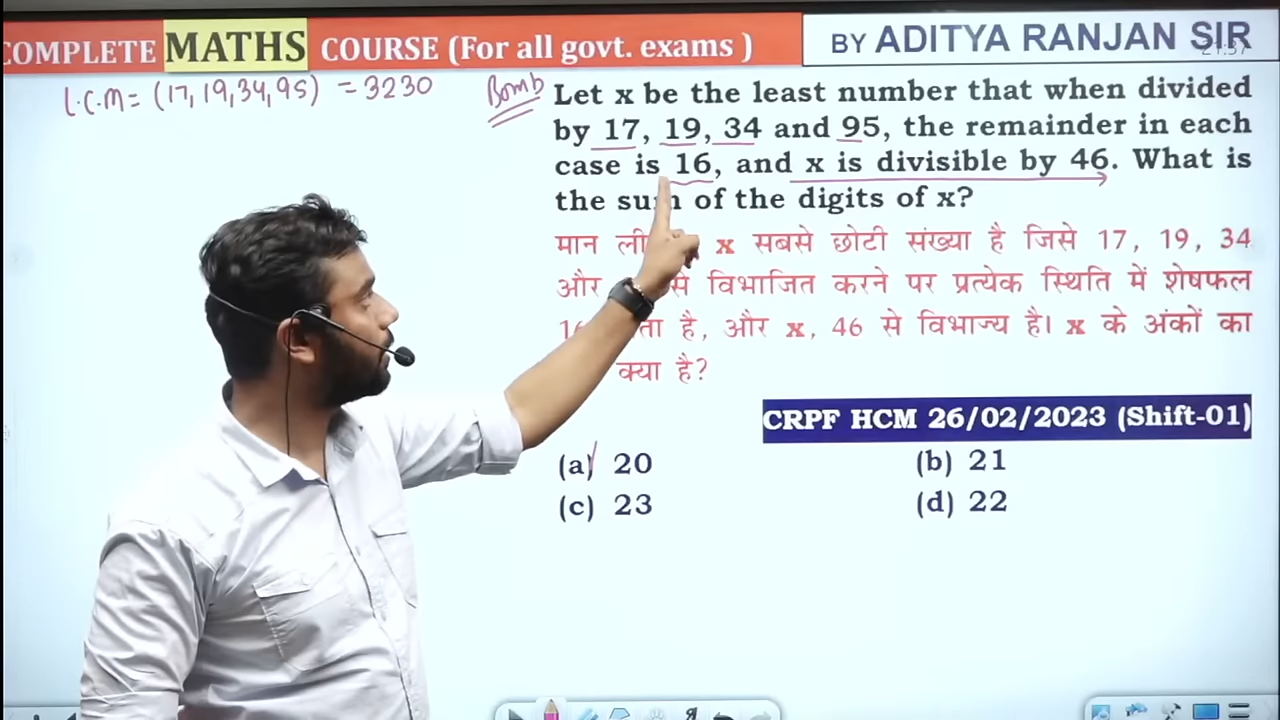 COMPLETE MATHS COURSE (For all govt. exams )
BY ADITYA RANJAN SIR
L.C.M = (17, 19, 34, 95) = 3230
Bomb
Let x be the least number that when divided
by 17, 19, 34 and 95, the remainder in each
case is 16, and x is divisible by 46. What is
the sum of the digits of x?
मान x सबसे छोटी संख्या है जिसे 17, 19, 34
और से विभाजित करने पर प्रत्येक स्थिति में शेषफल
है, और x, 46 से विभाज्य है। x के अंकों का
क्या है?
CRPF HCM 26/02/2023 (Shift-01)
(a) 20
(b) 21
(c) 23
(d) 22